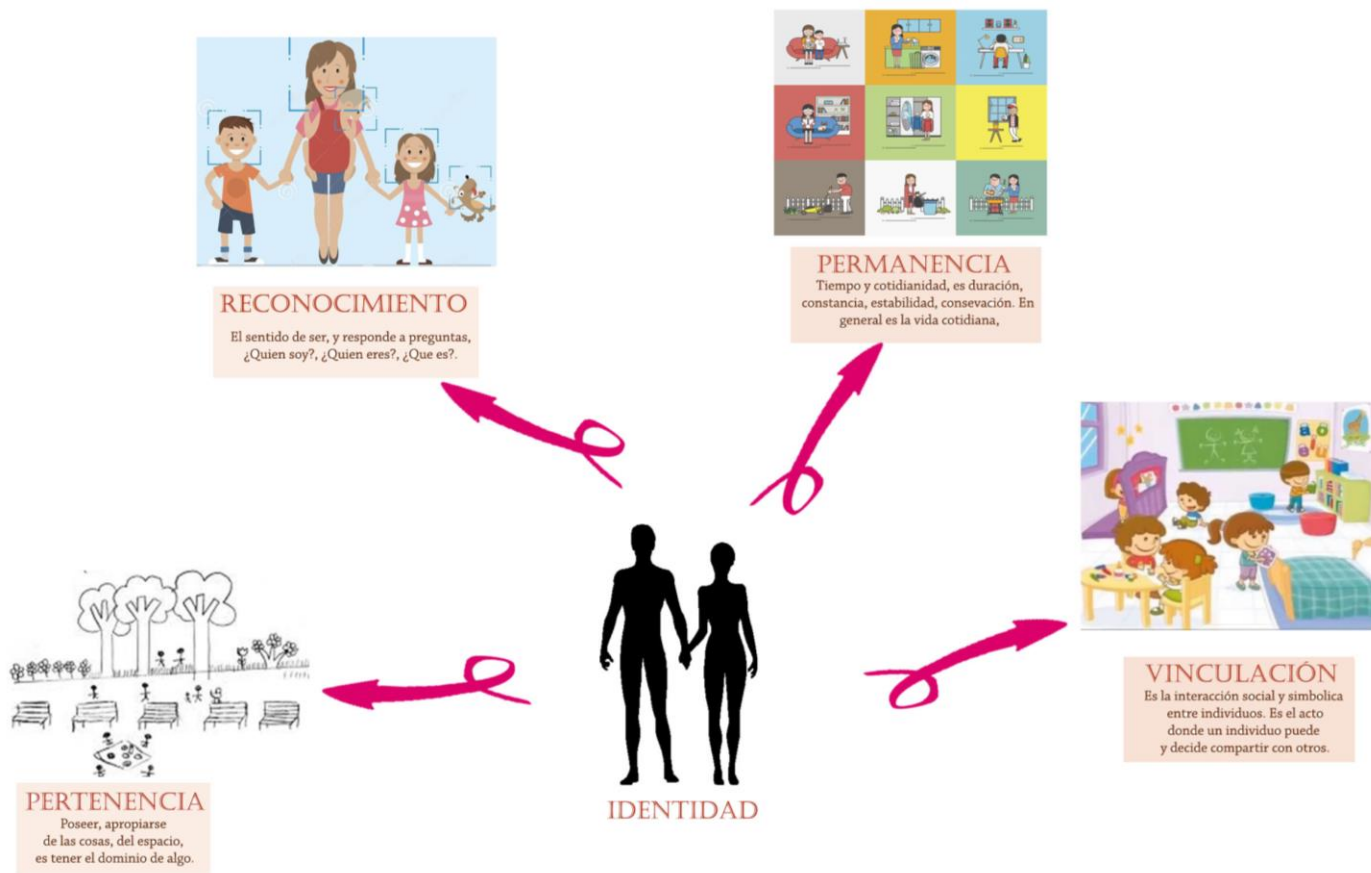 RECONOCIMIENTO
El sentido de ser, y responde a preguntas,
¿Quien soy?, ¿Quien eres?, ¿Que es?.
PERMANENCIA
Tiempo y cotidianidad, es duración,
constancia, estabilidad, consevación. En
general es la vida cotidiana,
VINCULACIÓN
Es la interacción social y simbolica
entre individuos. Es el acto
donde un individuo puede
y decide compartir con otros.
PERTENENCIA
Poseer, apropiarse
de las cosas, del espacio,
es tener el dominio de algo.
IDENTIDAD